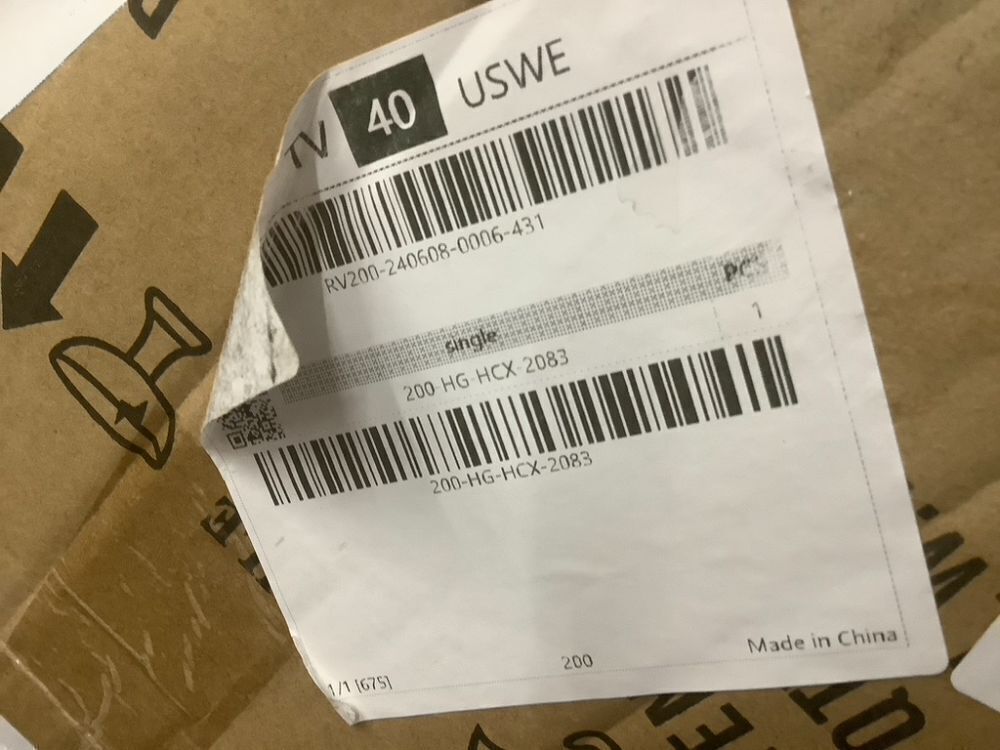 TV 40 USWE
RV200-240608-0006-431
single pcs
200-HG-HCX-2083 1
200-HG-HCX-2083
1/1 [675] 200 Made in China